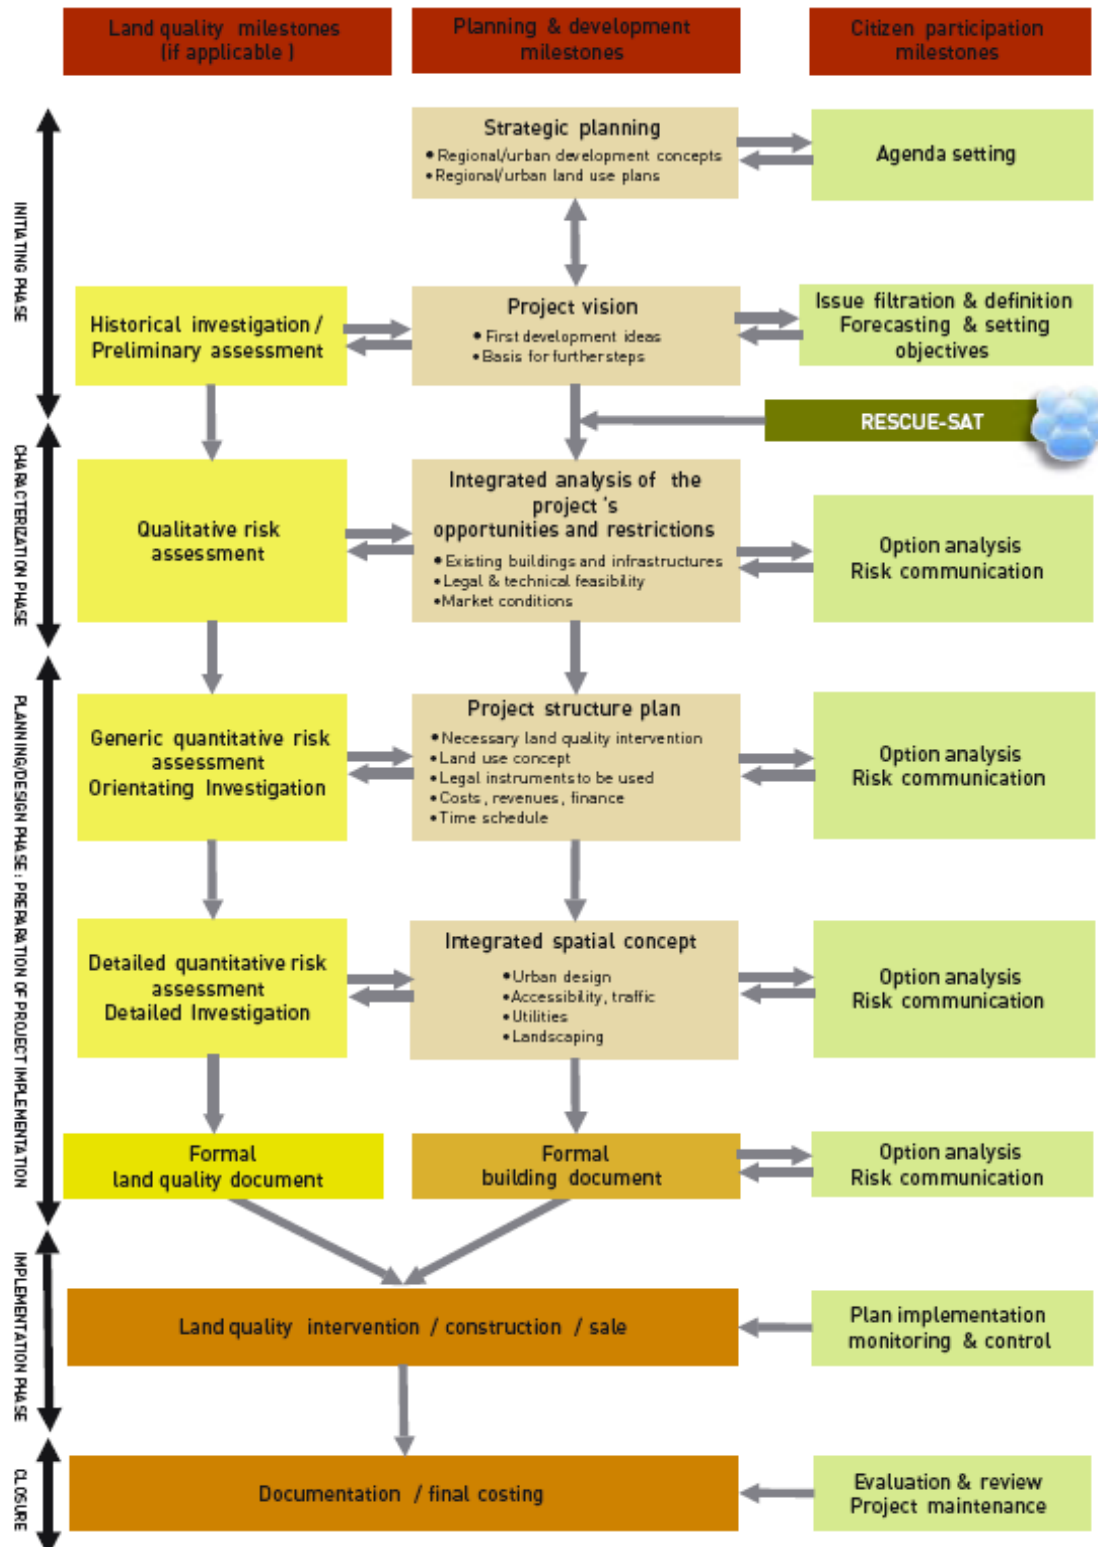 Land quality milestones
(if applicable )
Planning & development
milestones
Citizen participation
milestones
INITIATING PHASE
Strategic planning
• Regional/urban development concepts
• Regional/urban land use plans
Agenda setting
Historical investigation /
Preliminary assessment
Project vision
• First development ideas
• Basis for further steps
Issue filtration & definition
Forecasting & setting
objectives
RESCUE-SAT
CHARACTERIZATION PHASE
Qualitative risk
assessment
Integrated analysis of the
project 's
opportunities and restrictions
• Existing buildings and infrastructures
• Legal & technical feasibility
• Market conditions
Option analysis
Risk communication
PLANNING/DESIGN PHASE: PREPARATION OF PROJECT IMPLEMENTATION
Generic quantitative risk
assessment
Orientating Investigation
Project structure plan
• Necessary land quality intervention
• Land use concept
• Legal instruments to be used
• Costs, revenues, finance
• Time schedule
Option analysis
Risk communication
Detailed quantitative risk
assessment
Detailed Investigation
Integrated spatial concept
• Urban design
• Accessibility, traffic
• Utilities
• Landscaping
Option analysis
Risk communication
Formal
land quality document
Formal
building document
Option analysis
Risk communication
IMPLEMENTATION PHASE
Land quality intervention / construction / sale
Plan implementation
monitoring & control
CLOSURE
Documentation / final costing
Evaluation & review
Project maintenance